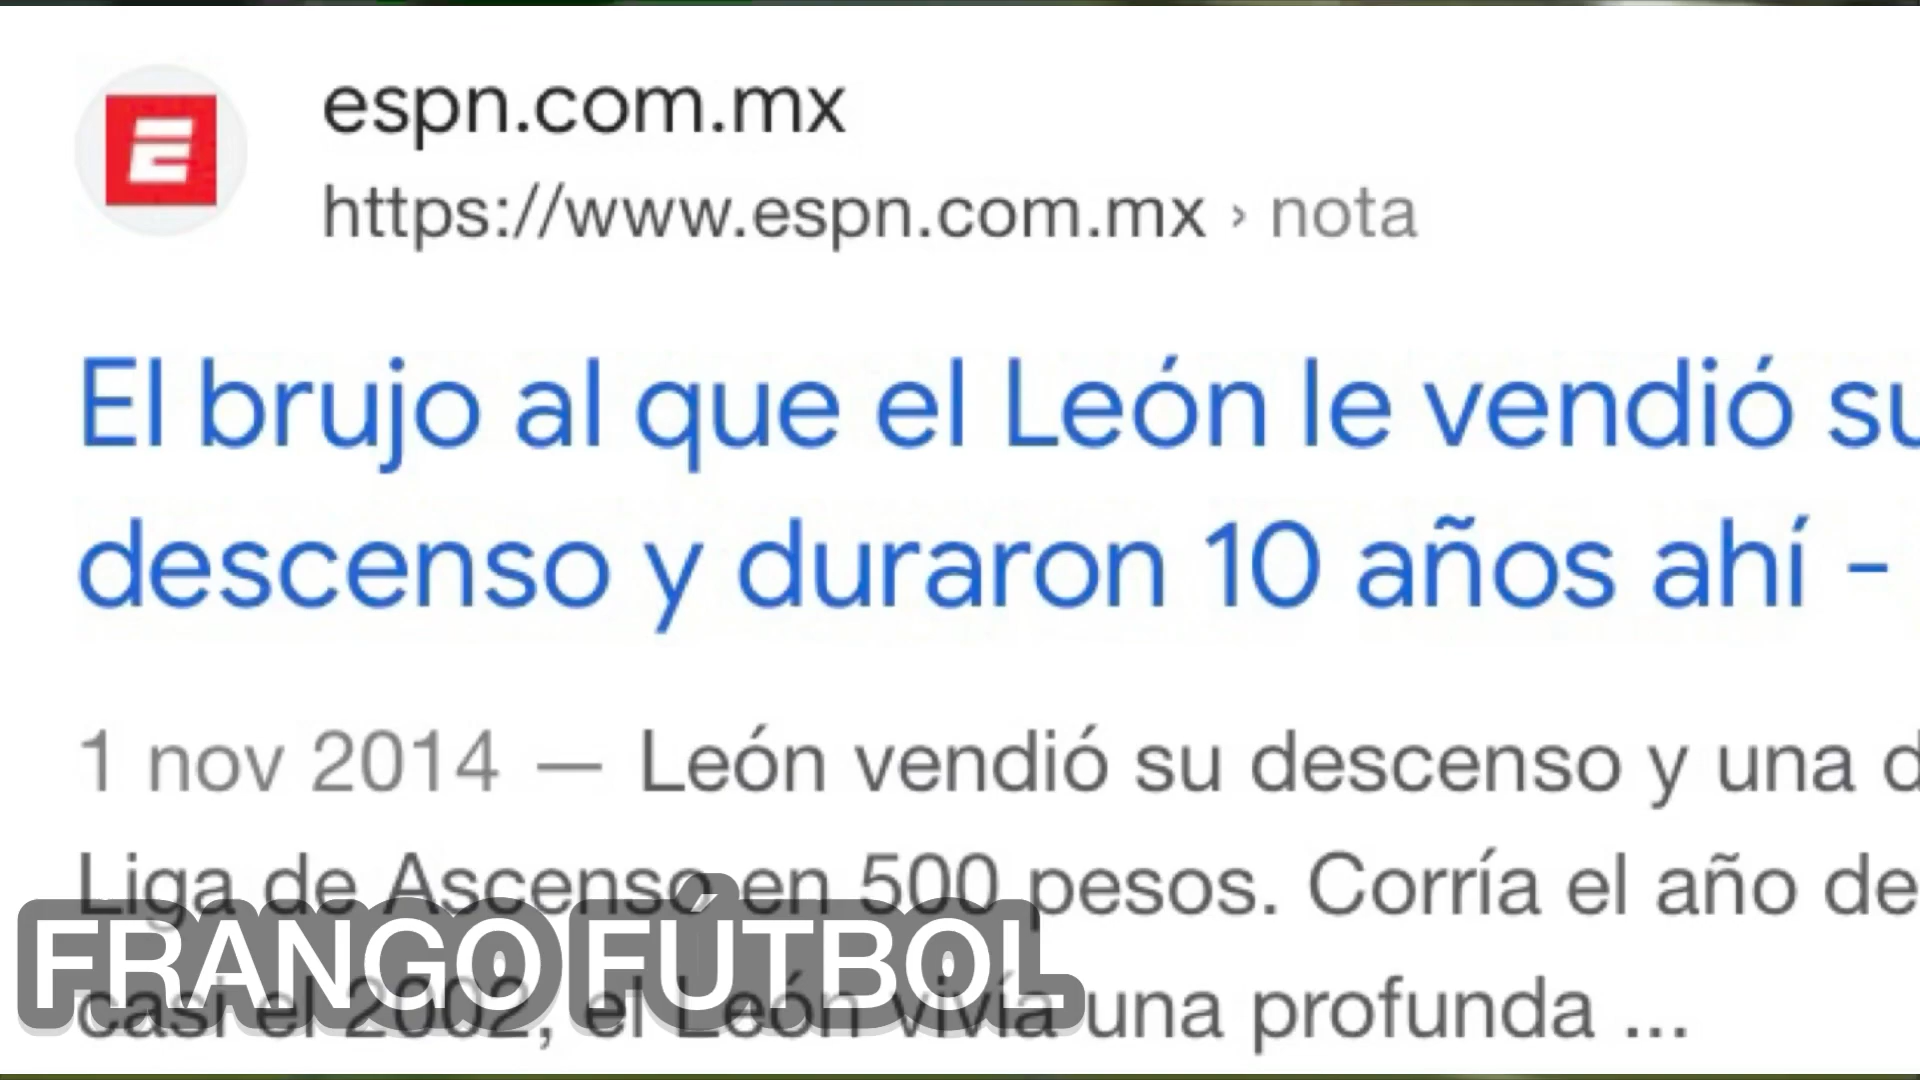 espn.com.mx
https://www.espn.com.mx › nota
El brujo al que el León le vendió su
descenso y duraron 10 años ahí -
1 nov 2014 — León vendió su descenso y una d
Liga de Ascenso en 500 pesos. Corría el año de
FRANGO FÚTBOL
casi el 2002, el León vivía una profunda ...